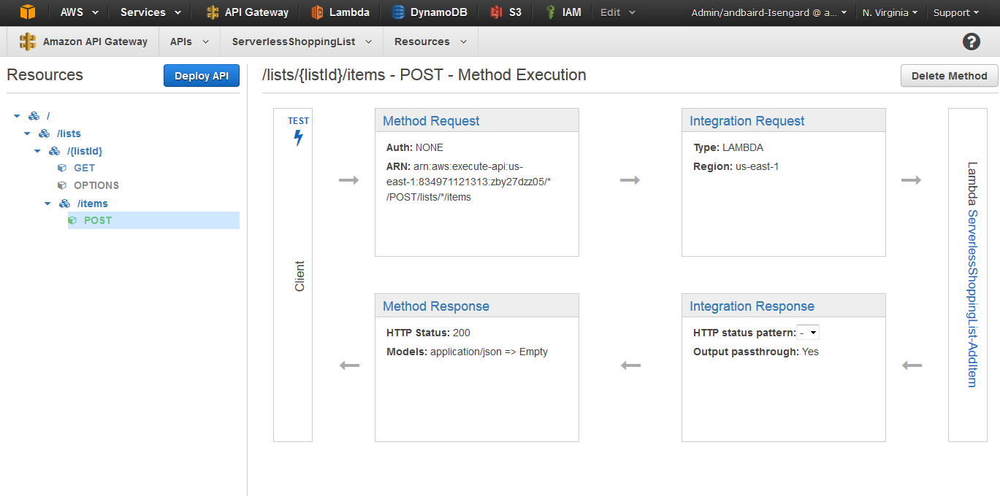 AWS Services API Gateway Lambda DynamoDB S3 IAM Edit Admin/andbaird-Isengard @ a... N. Virginia Support
Amazon API Gateway APIs ServerlessShoppingList Resources ?
Resources Deploy API
/lists/{listId}/items - POST - Method Execution Delete Method
/
/lists
/{listId}
GET
OPTIONS
/items
POST
TEST
Client
Method Request
Auth: NONE
ARN: arn:aws:execute-api:us-
east-1:834971121313:zby27dzz05/*
/POST/lists/*/items
Integration Request
Type: LAMBDA
Region: us-east-1
Lambda ServerlessShoppingList-AddItem
Method Response
HTTP Status: 200
Models: application/json => Empty
Integration Response
HTTP status pattern: -
Output passthrough: Yes